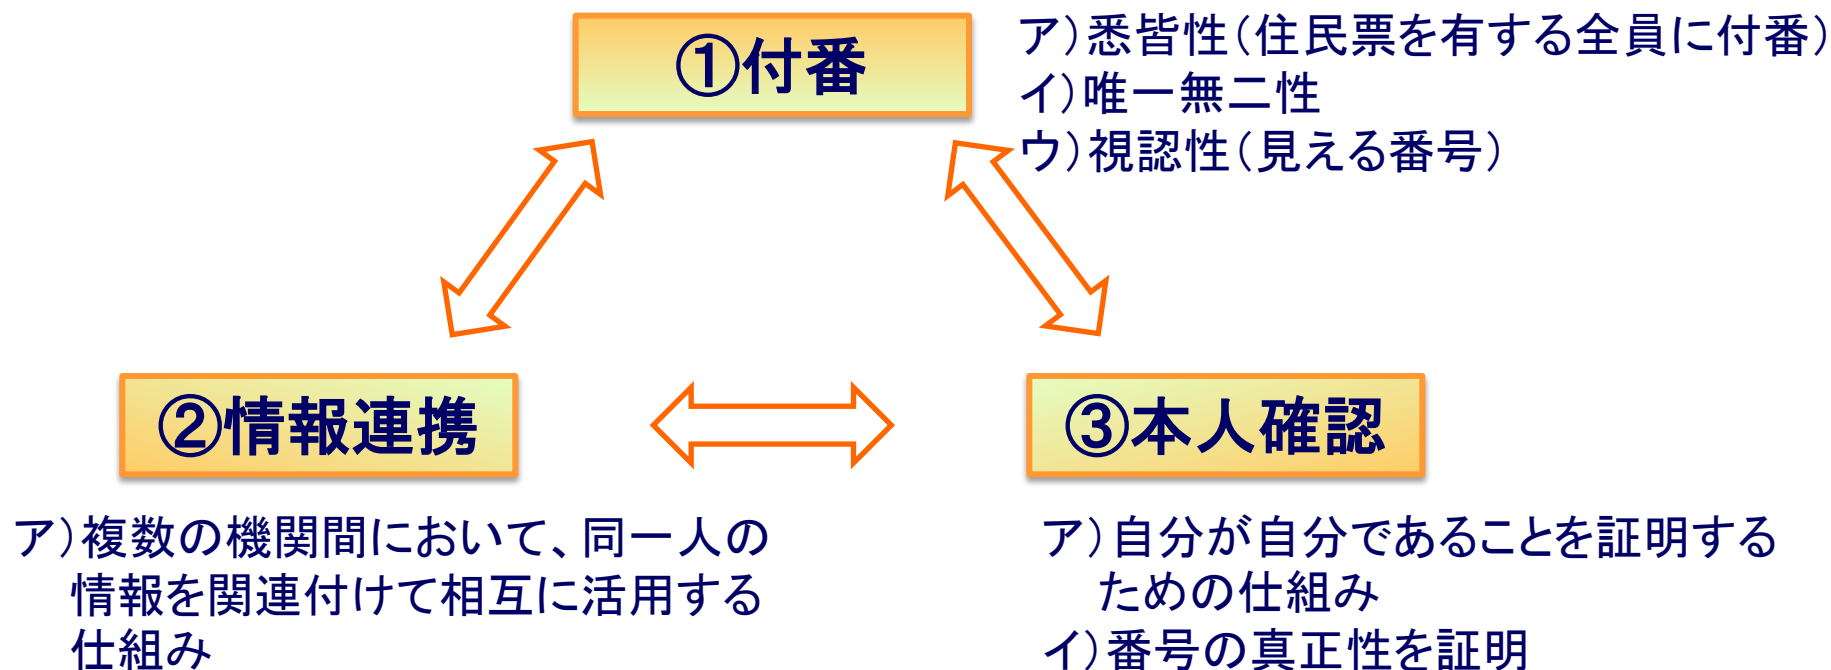 ①付番
ア)悉皆性(住民票を有する全員に付番)
イ)唯一無二性
ウ)視認性(見える番号)
②情報連携
ア)複数の機関間において、同一人の
情報を関連付けて相互に活用する
仕組み
③本人確認
ア)自分が自分であることを証明する
ための仕組み
イ)番号の真正性を証明